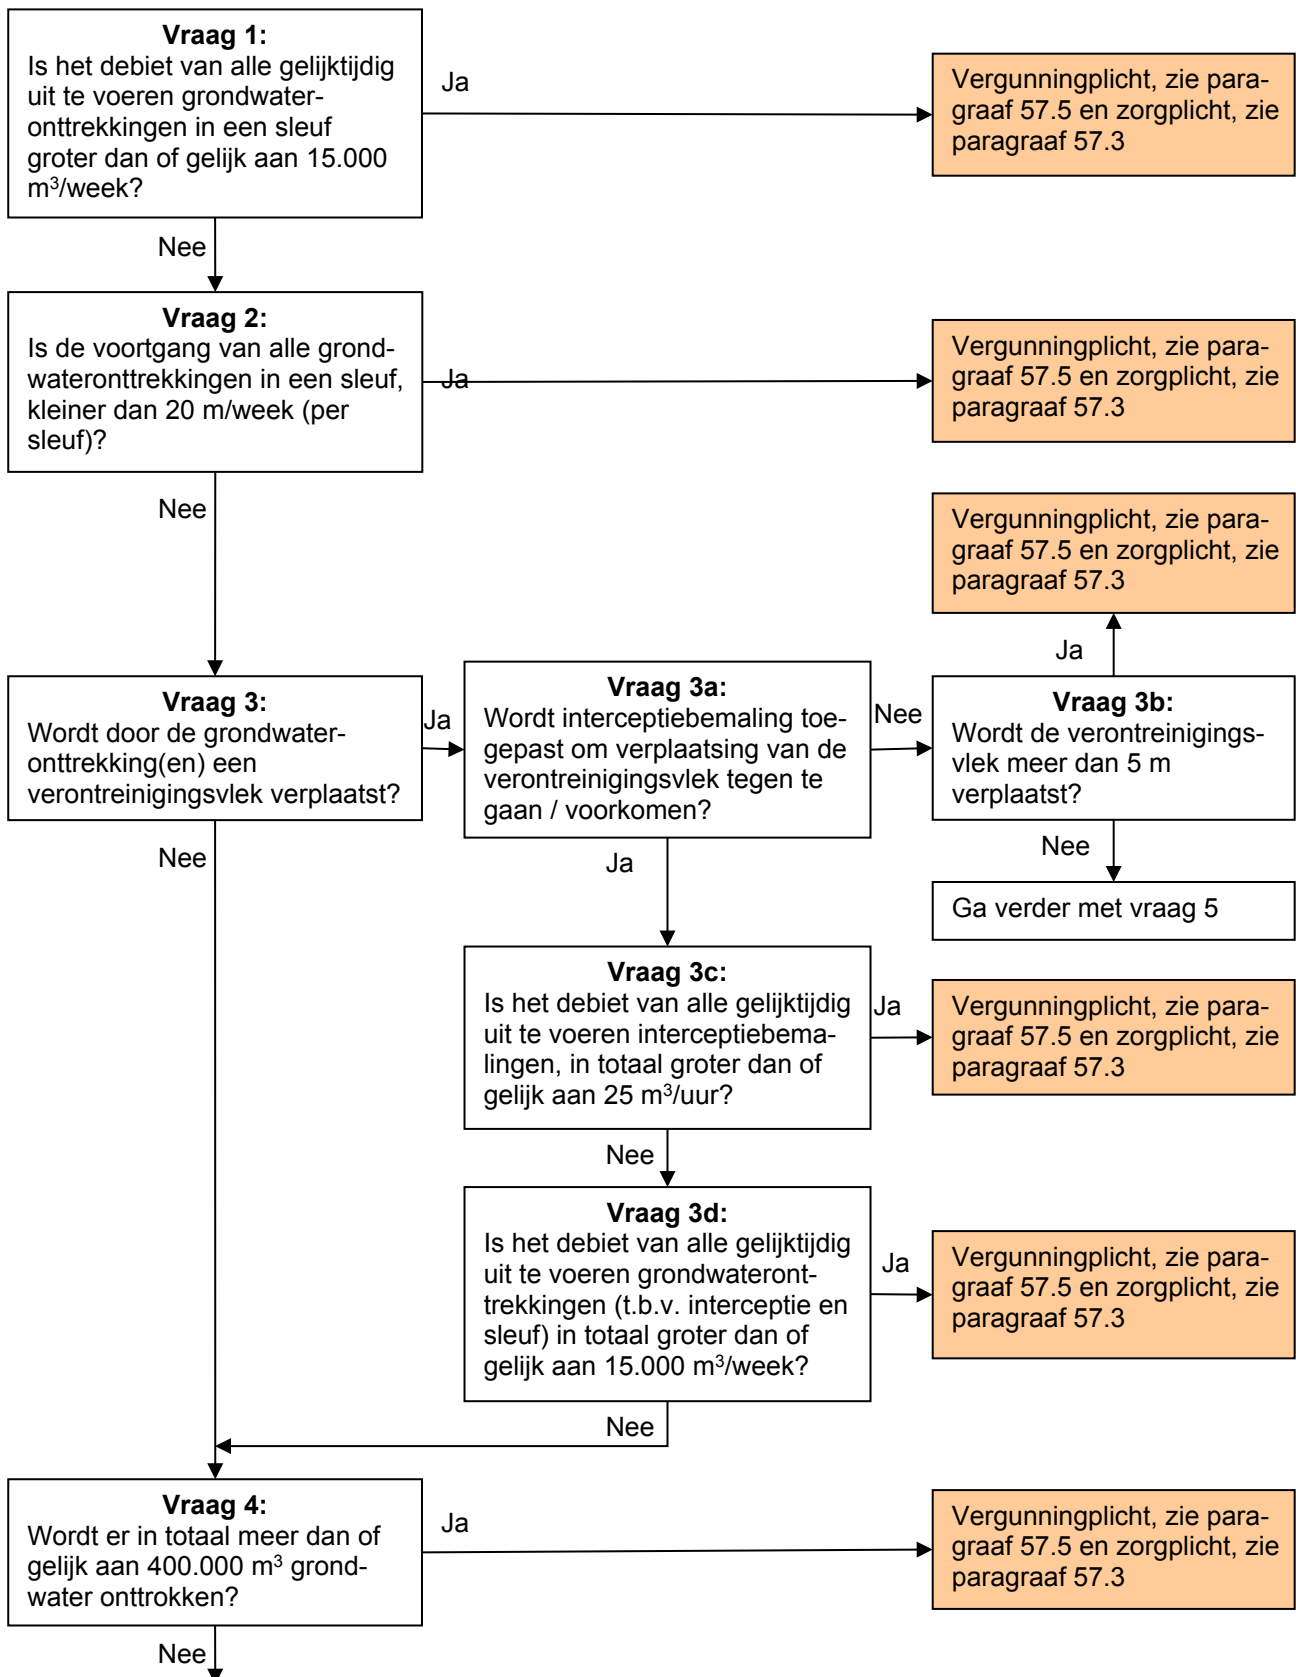 Vraag 1:
Is het debiet van alle gelijktijdig
uit te voeren grondwater-
onttrekkingen in een sleuf
groter dan of gelijk aan 15.000
m³/week?
Ja
Vergunningplicht, zie para-
graaf 57.5 en zorgplicht, zie
paragraaf 57.3
Nee
Vraag 2:
Is de voortgang van alle grond-
wateronttrekkingen in een sleuf,
kleiner dan 20 m/week (per
sleuf)?
Ja
Vergunningplicht, zie para-
graaf 57.5 en zorgplicht, zie
paragraaf 57.3
Nee
Vergunningplicht, zie para-
graaf 57.5 en zorgplicht, zie
paragraaf 57.3
Ja
Vraag 3:
Wordt door de grondwater-
onttrekking(en) een
verontreinigingsvlek verplaatst?
Ja
Vraag 3a:
Wordt interceptiebemaling toe-
gepast om verplaatsing van de
verontreinigingsvlek tegen te
gaan / voorkomen?
Nee
Vraag 3b:
Wordt de verontreinigings-
vlek meer dan 5 m
verplaatst?
Nee
Ja
Nee
Ga verder met vraag 5
Vraag 3c:
Is het debiet van alle gelijktijdig
uit te voeren interceptiebema-
lingen, in totaal groter dan of
gelijk aan 25 m³/uur?
Ja
Vergunningplicht, zie para-
graaf 57.5 en zorgplicht, zie
paragraaf 57.3
Nee
Vraag 3d:
Is het debiet van alle gelijktijdig
uit te voeren grondwateront-
trekkingen (t.b.v. interceptie en
sleuf) in totaal groter dan of
gelijk aan 15.000 m³/week?
Ja
Vergunningplicht, zie para-
graaf 57.5 en zorgplicht, zie
paragraaf 57.3
Nee
Vraag 4:
Wordt er in totaal meer dan of
gelijk aan 400.000 m³ grond-
water onttrokken?
Ja
Vergunningplicht, zie para-
graaf 57.5 en zorgplicht, zie
paragraaf 57.3
Nee